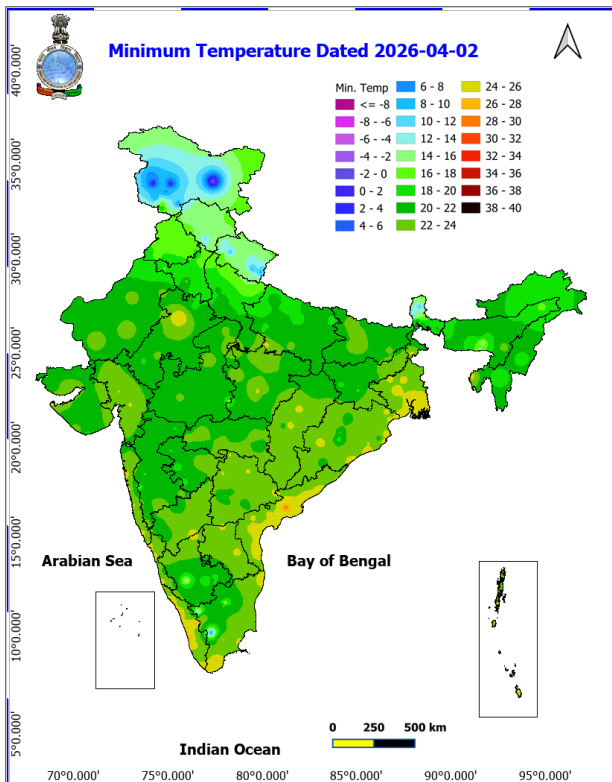 Minimum Temperature Dated 2026-04-02
Min. Temp
<= -8
-8 - -6
-6 - -4
-4 - -2
-2 - 0
0 - 2
2 - 4
4 - 6
6 - 8
8 - 10
10 - 12
12 - 14
14 - 16
16 - 18
18 - 20
20 - 22
22 - 24
24 - 26
26 - 28
28 - 30
30 - 32
32 - 34
34 - 36
36 - 38
38 - 40
40°0.000'
35°0.000'
30°0.000'
25°0.000'
20°0.000'
15°0.000'
10°0.000'
5°0.000'
Arabian Sea
Bay of Bengal
0 250 500 km
Indian Ocean
70°0.000' 75°0.000' 80°0.000' 85°0.000' 90°0.000' 95°0.000'